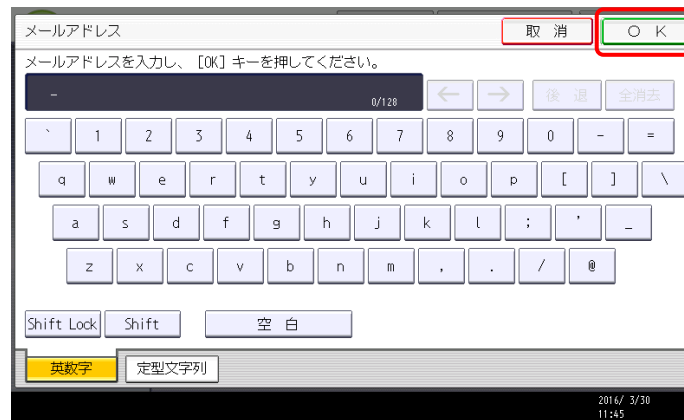 メールアドレス 取 消 O K
メールアドレスを入力し、[OK]キーを押してください。
_ 0/128 ← → 後 退 全消去
` 1 2 3 4 5 6 7 8 9 0 - =
q w e r t y u i o p [ ] \
a s d f g h j k l ; ' _
z x c v b n m , . / @
Shift Lock Shift 空 白
英数字 定型文字列
2016/ 3/30
11:45